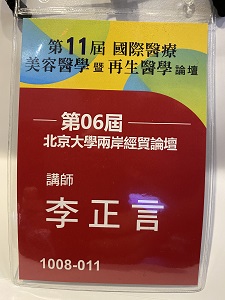 第11屆 國際醫療
美容醫學 暨 再生醫學 論壇
第06屆
北京大學兩岸經貿論壇
講師
李正言
1008-011